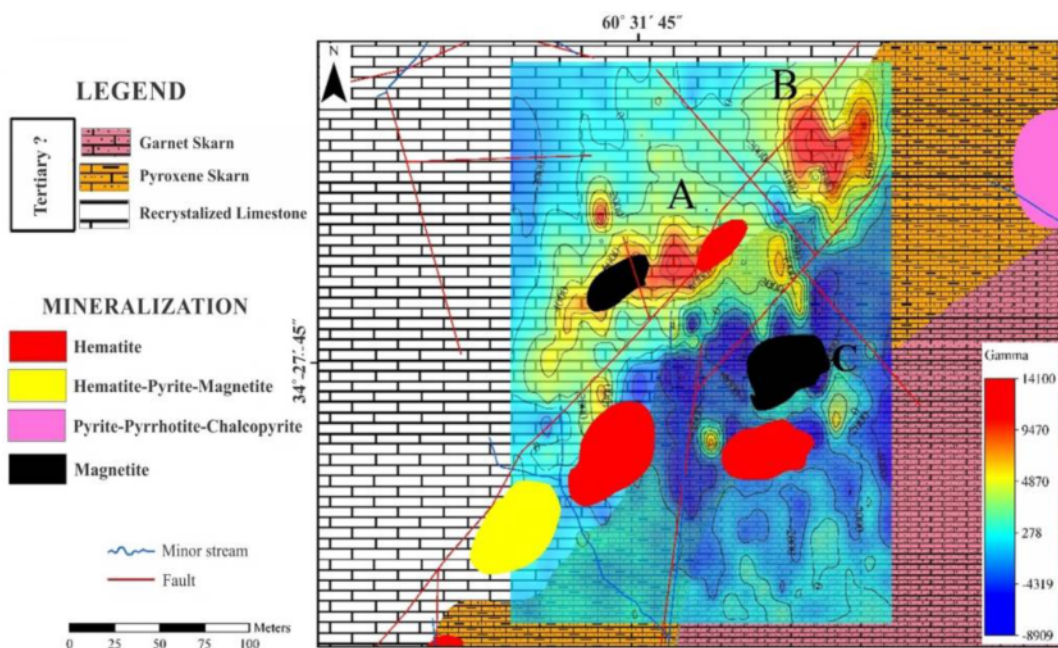 60° 31´ 45˝
N
B
LEGEND
Tertiary ?
Garnet Skarn
Pyroxene Skarn
Recrystalized Limestone
A
MINERALIZATION
Hematite
Hematite-Pyrite-Magnetite
Pyrite-Pyrrhotite-Chalcopyrite
Magnetite
34°-27´-45˝
C
Gamma
14100
9470
4870
278
-4319
-8909
Minor stream
Fault
Meters
0 25 50 75 100